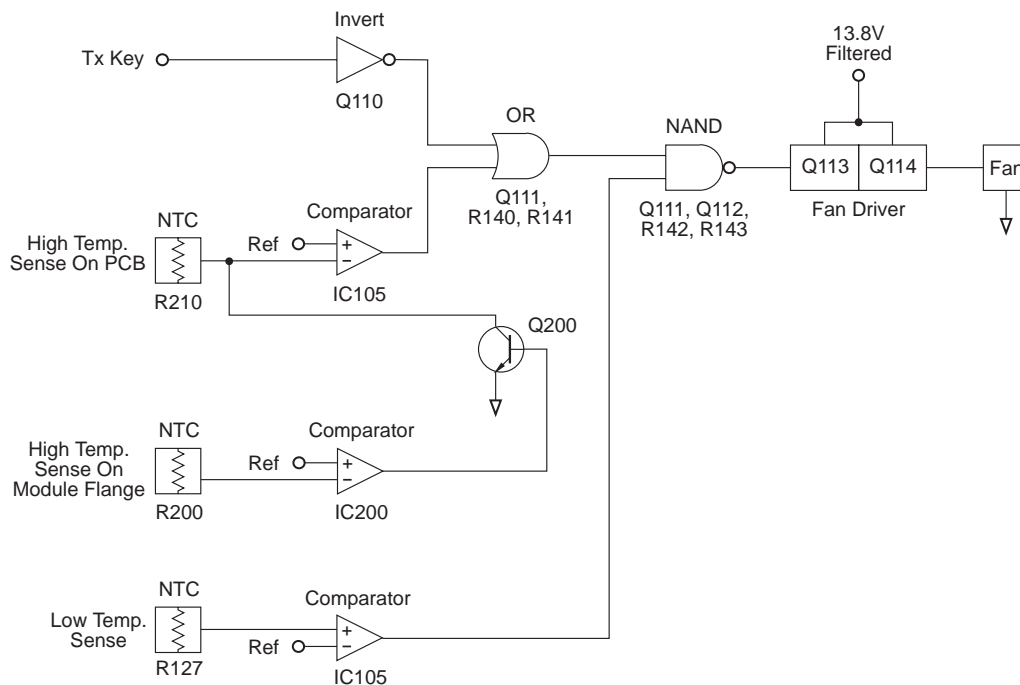 Invert
Tx Key
Q110
13.8V
Filtered
OR
NAND
Q113
Q114
Fan
Q111,
R140, R141
Q111, Q112,
R142, R143
Fan Driver
NTC
Comparator
High Temp.
Sense On PCB
Ref
+
−
R210
IC105
Q200
NTC
Comparator
High Temp.
Sense On
Module Flange
Ref
+
−
R200
IC200
NTC
Comparator
Low Temp.
Sense
+
−
Ref
R127
IC105